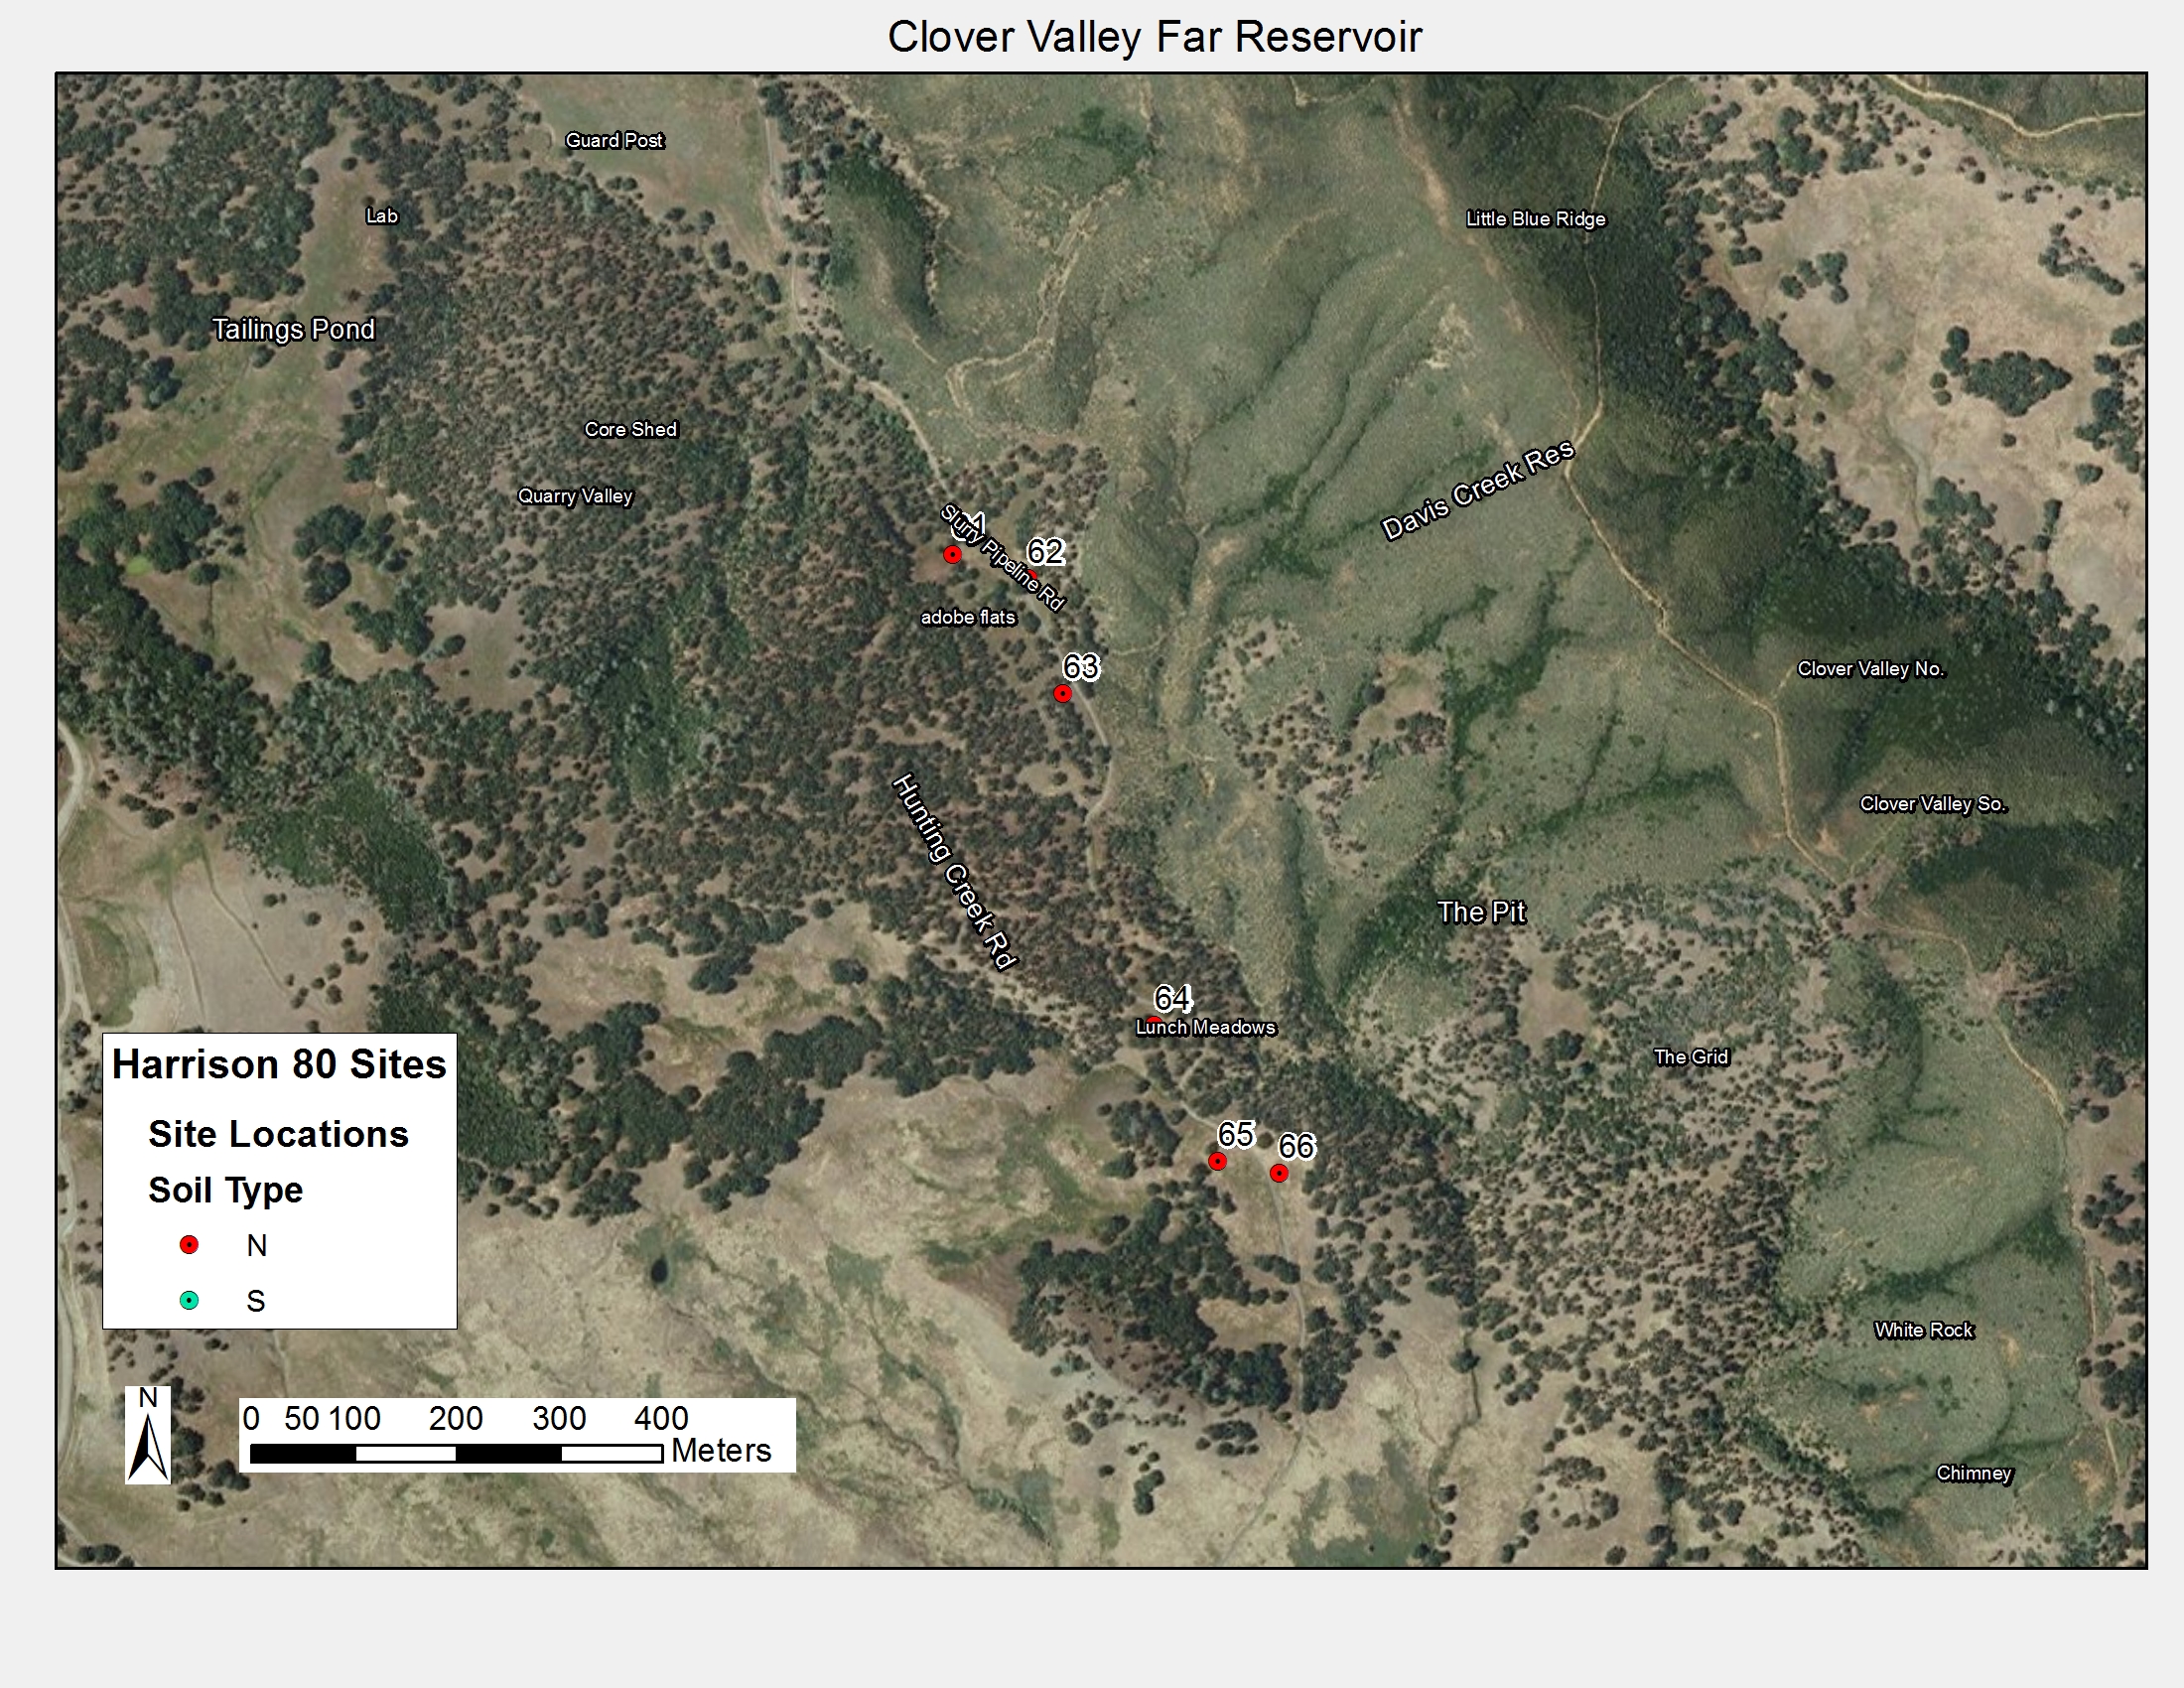 Clover Valley Far Reservoir
Guard Post
Lab
Little Blue Ridge
Tailings Pond
Core Shed
Davis Creek Res
Quarry Valley
Slurry Pipeline Rd
62
adobe flats
63
Clover Valley No.
Hunting Creek Rd
Clover Valley So.
The Pit
64
Lunch Meadows
The Grid
65
66
Harrison 80 Sites
Site Locations
Soil Type
N
S
White Rock
N
0 50 100 200 300 400
Meters
Chimney